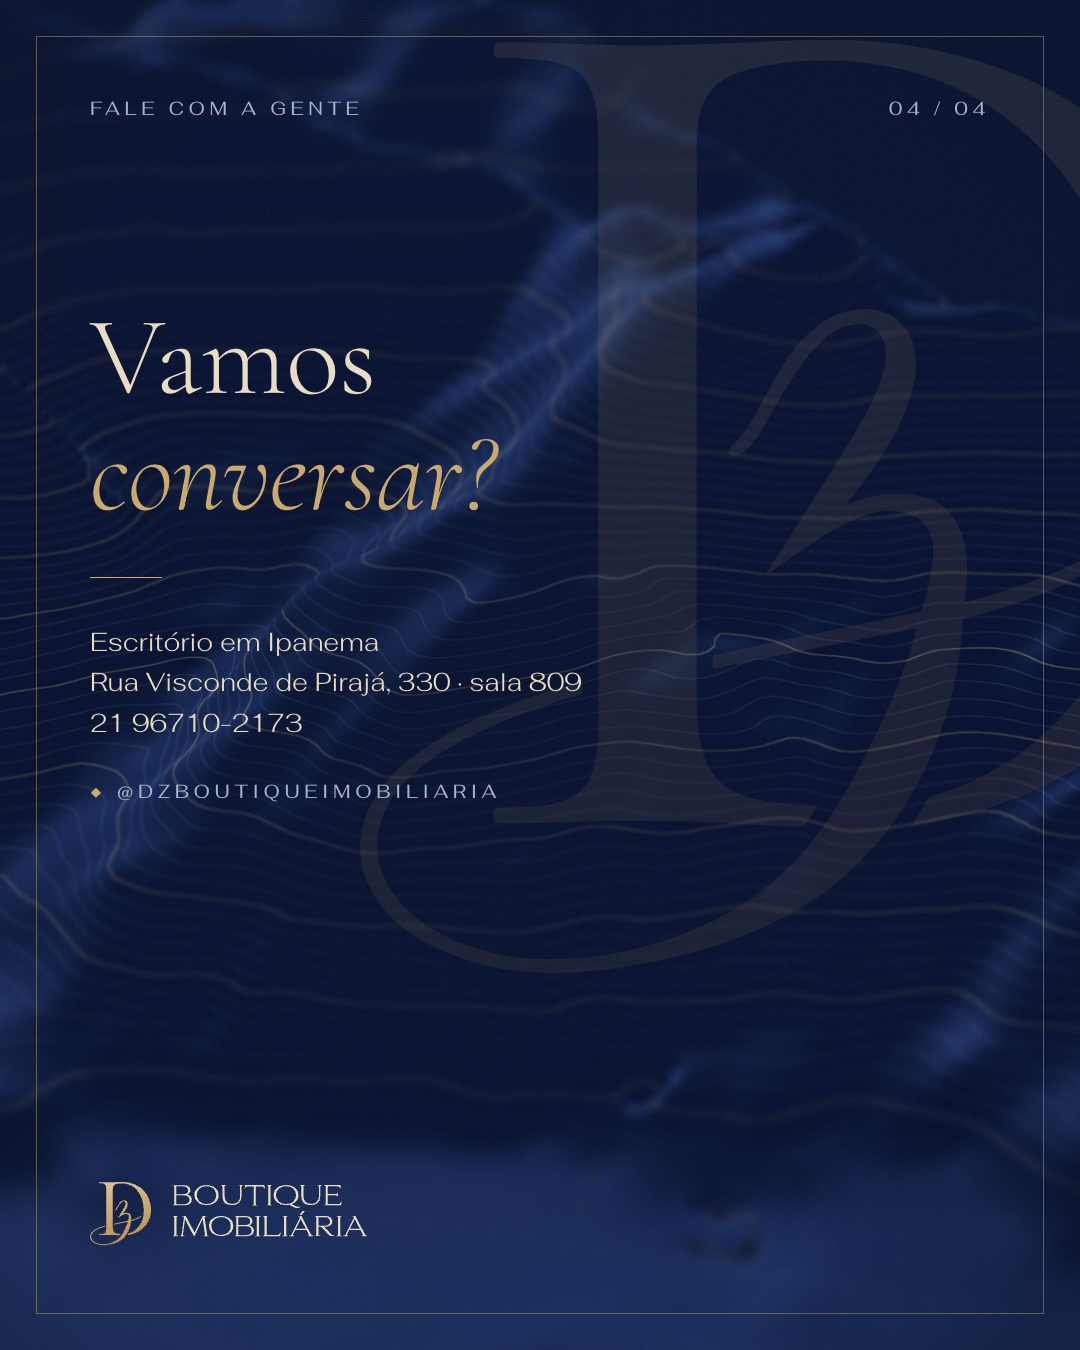 FALE COM A GENTE
04 / 04
Vamos
conversar?
Escritório em Ipanema
Rua Visconde de Pirajá, 330 · sala 809
21 96710-2173
@DZBOUTIQUEIMOBILIARIA
DZ BOUTIQUE
IMOBILIÁRIA